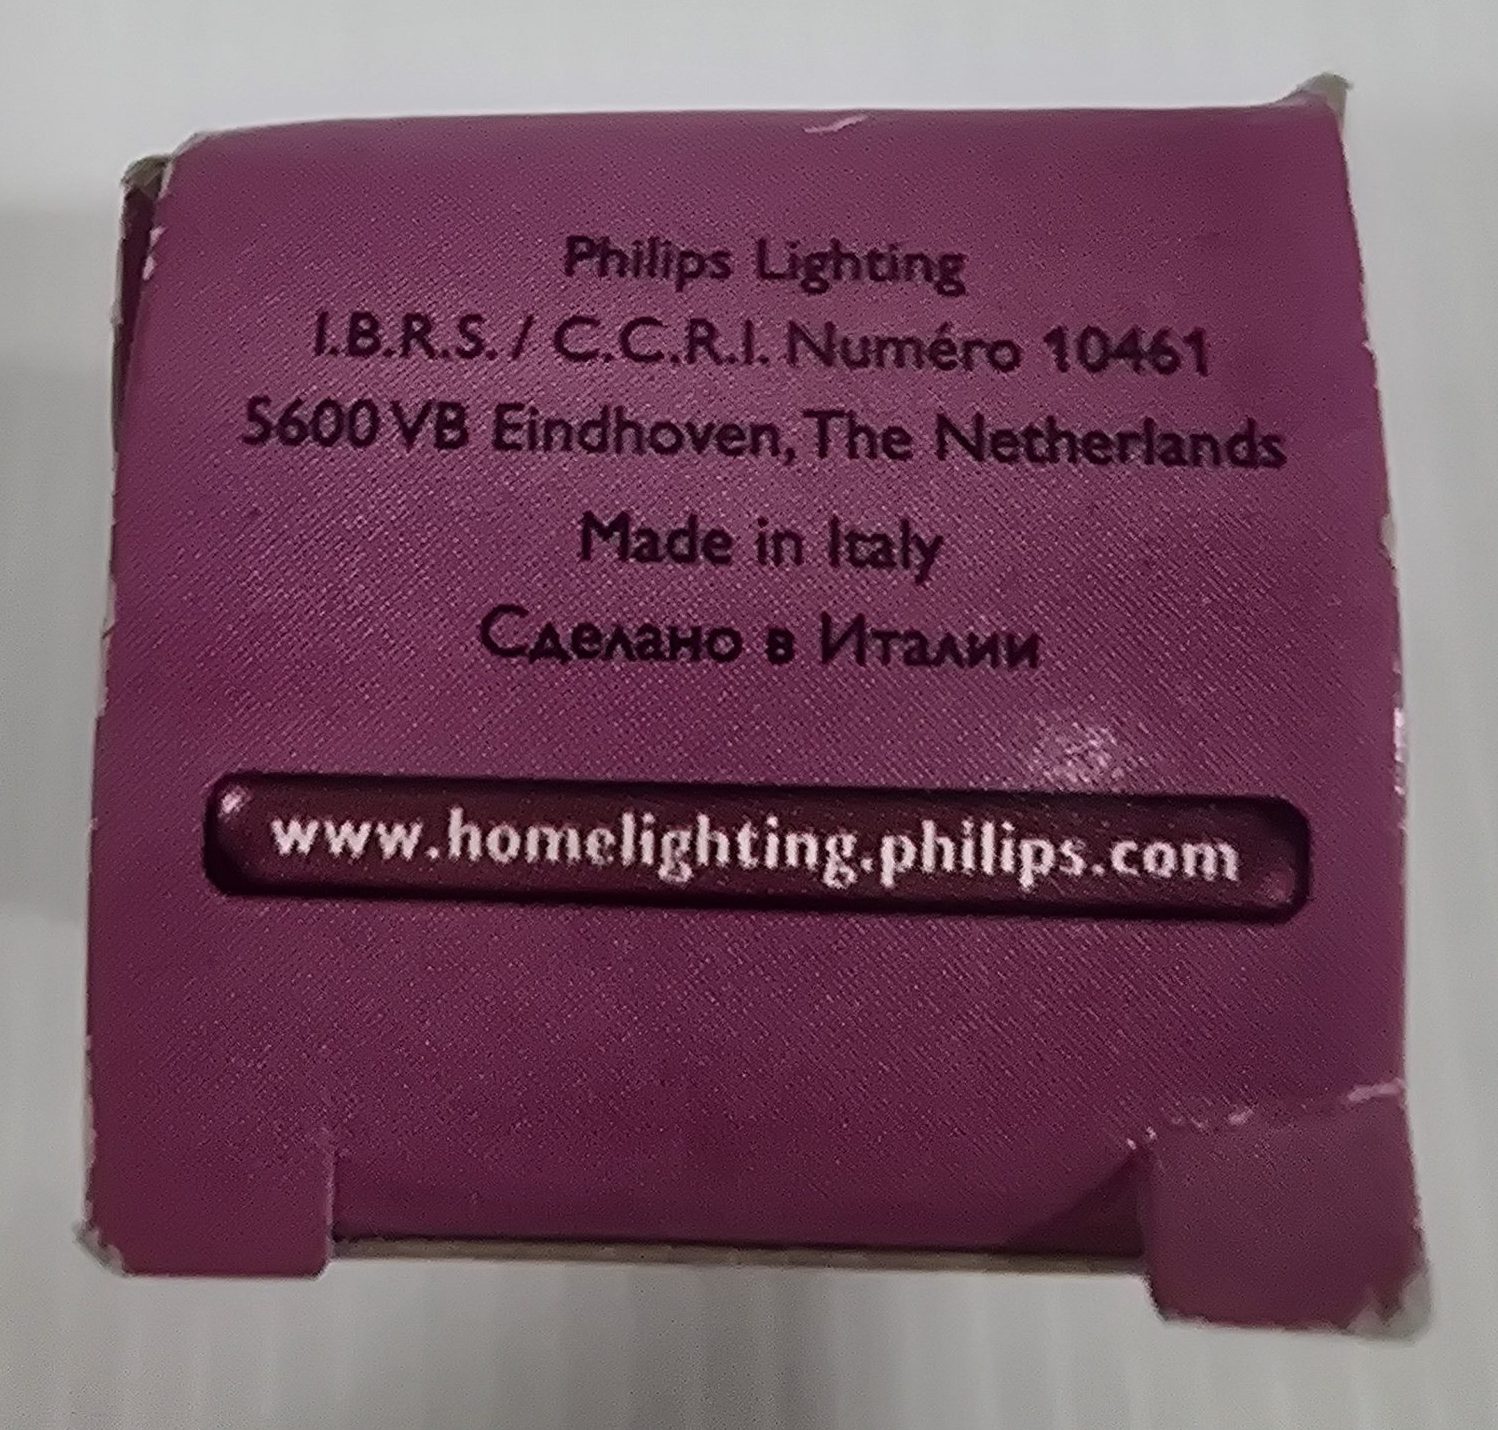 Philips Lighting
I.B.R.S. / C.C.R.I. Numéro 10461
5600 VB Eindhoven, The Netherlands
Made in Italy
Сделано в Италии
www.homelighting.philips.com